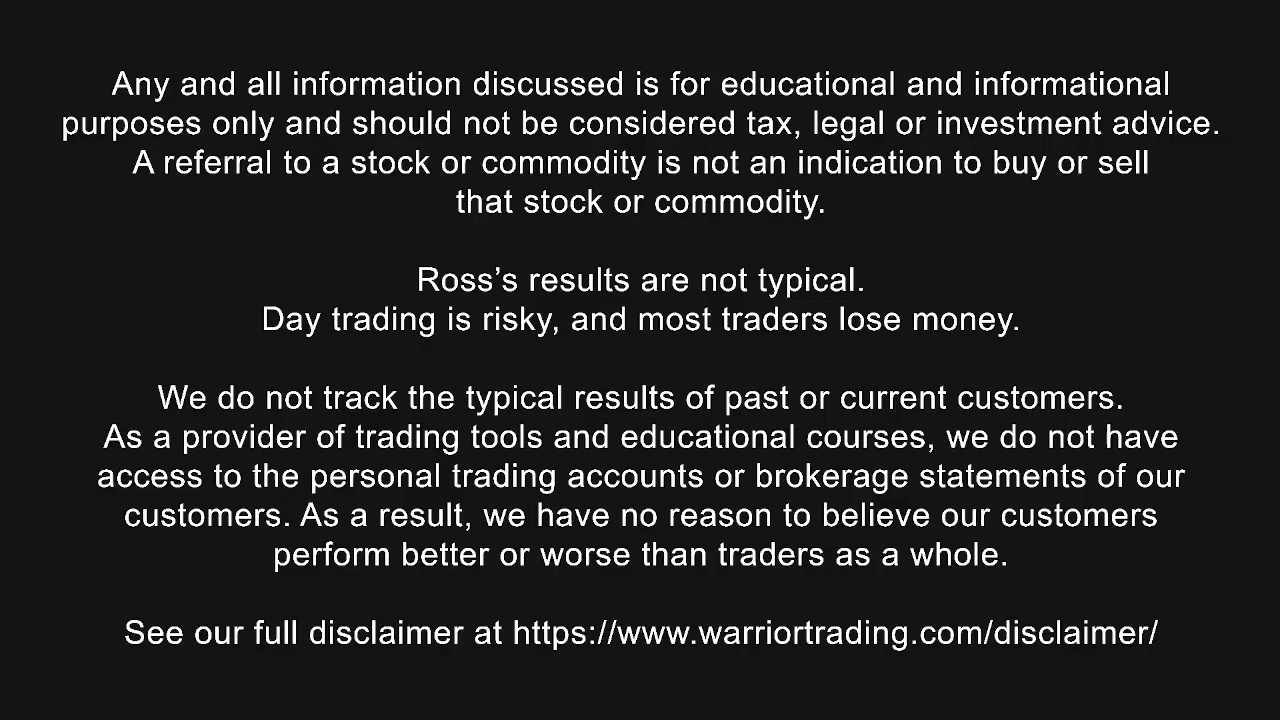 Any and all information discussed is for educational and informational
purposes only and should not be considered tax, legal or investment advice.
A referral to a stock or commodity is not an indication to buy or sell
that stock or commodity.
Ross’s results are not typical.
Day trading is risky, and most traders lose money.
We do not track the typical results of past or current customers.
As a provider of trading tools and educational courses, we do not have
access to the personal trading accounts or brokerage statements of our
customers. As a result, we have no reason to believe our customers
perform better or worse than traders as a whole.
See our full disclaimer at https://www.warriortrading.com/disclaimer/